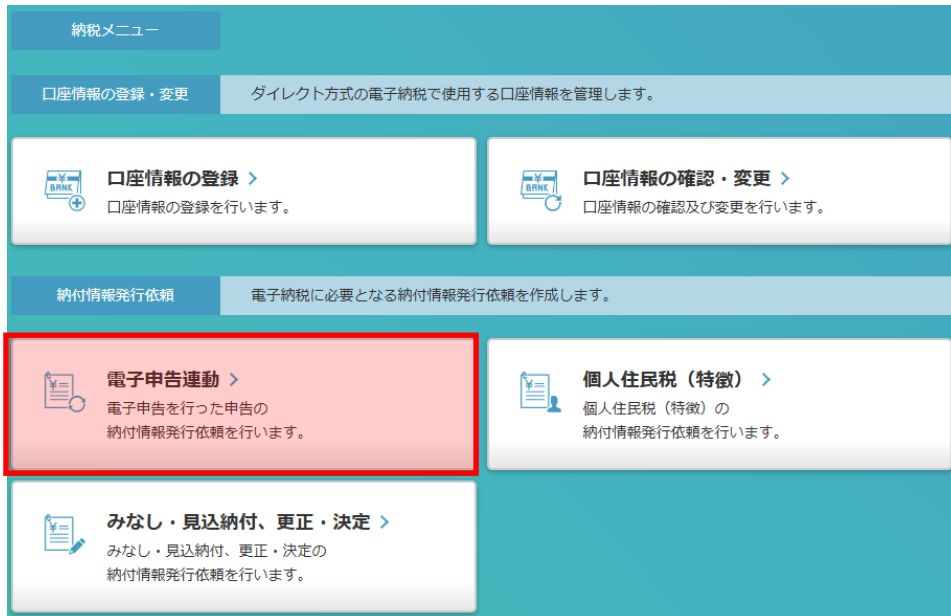 納税メニュー
口座情報の登録・変更
ダイレクト方式の電子納税で使用する口座情報を管理します。
BANK
口座情報の登録
口座情報の登録を行います。
BANK
口座情報の確認・変更
口座情報の確認及び変更を行います。
納付情報発行依頼
電子納税に必要となる納付情報発行依頼を作成します。
電子申告連動
電子申告を行った申告の
納付情報発行依頼を行います。
個人住民税（特徴）
個人住民税（特徴）の
納付情報発行依頼を行います。
みなし・見込納付、更正・決定
みなし・見込納付、更正・決定の
納付情報発行依頼を行います。